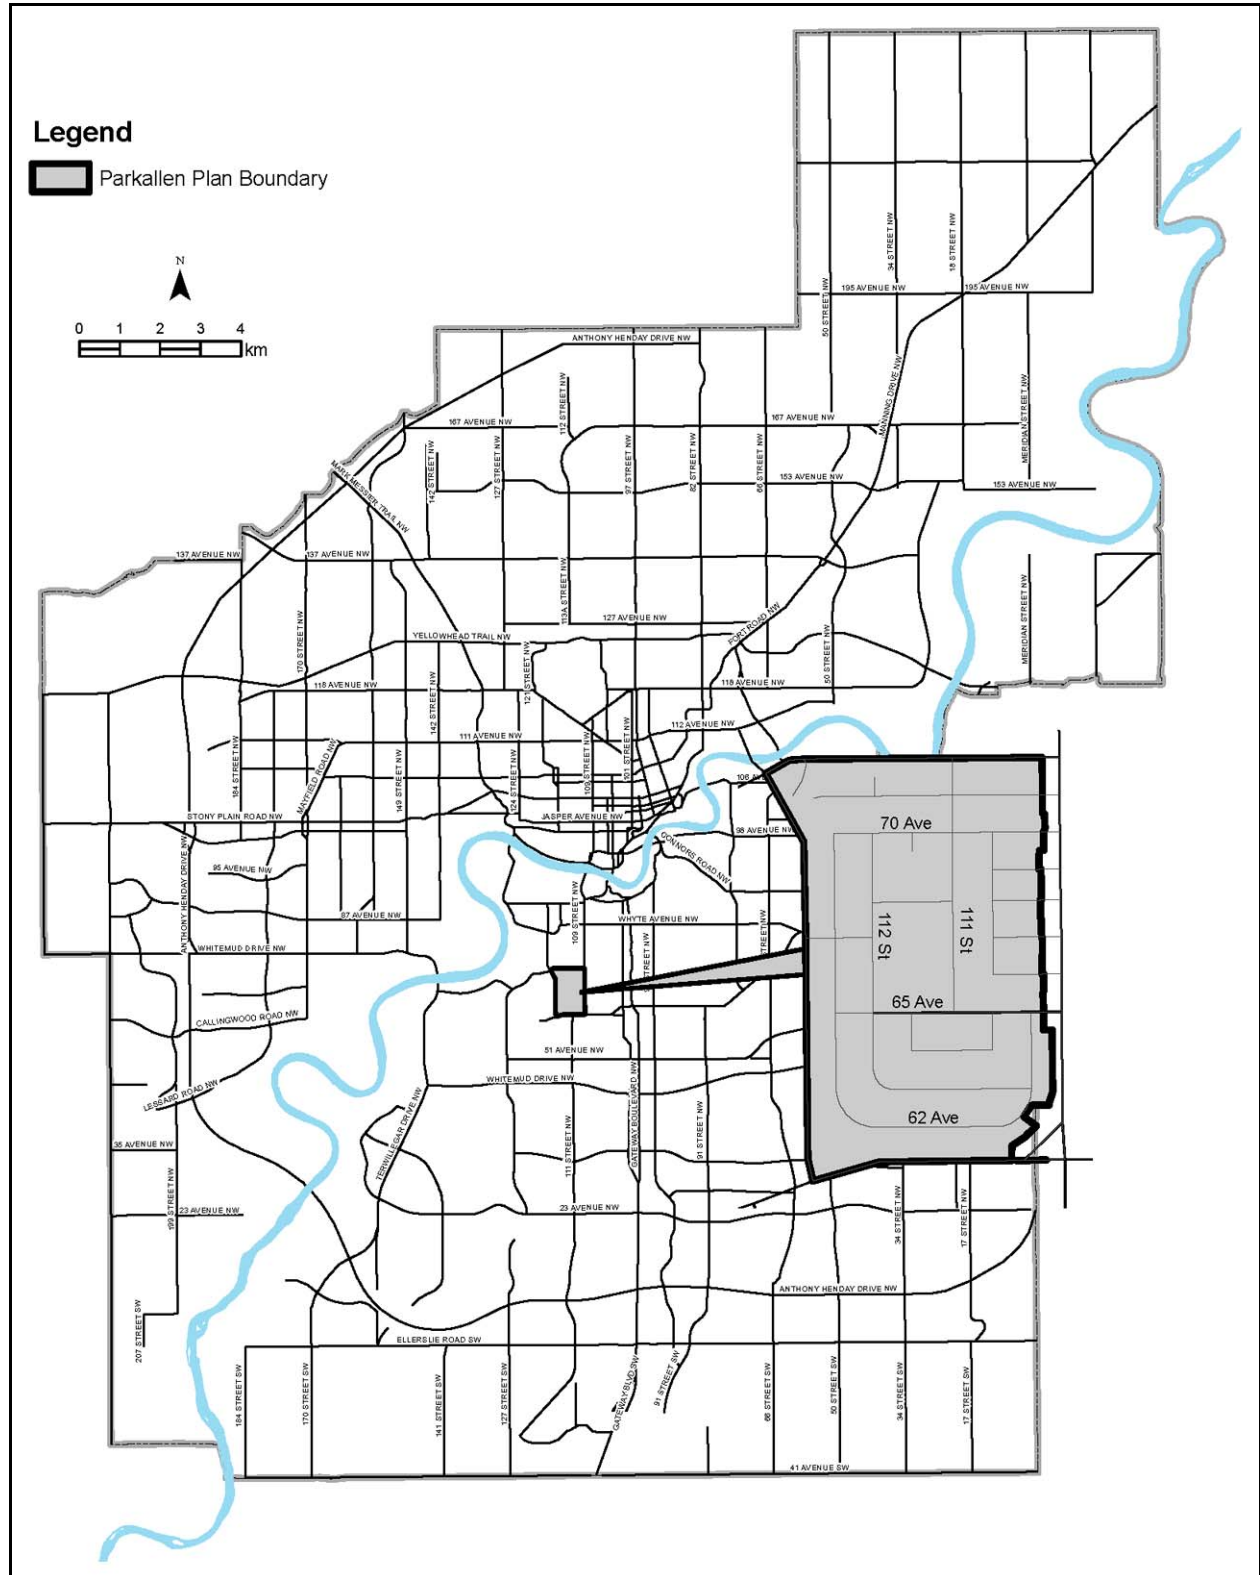 Legend
Parkallen Plan Boundary
N
0 1 2 3 4
km
34 STREET NW
18 STREET NW
195 AVENUE NW
195 AVENUE NW
50 STREET NW
ANTHONY HENDAY DRIVE NW
MANNING DRIVE NW
112 STREET NW
MERIDIAN STREET NW
167 AVENUE NW
167 AVENUE NW
142 STREET NW
127 STREET NW
97 STREET NW
82 STREET NW
66 STREET NW
153 AVENUE NW
153 AVENUE NW
MARK MESSIER TRAIL NW
137 AVENUE NW
137 AVENUE NW
113A STREET NW
127 AVENUE NW
MERIDIAN STREET NW
170 STREET NW
YELLOWHEAD TRAIL NW
FORT ROAD NW
50 STREET NW
121 STREET NW
118 AVENUE NW
118 AVENUE NW
142 STREET NW
112 AVENUE NW
111 AVENUE NW
184 STREET NW
MAYFIELD ROAD NW
149 STREET NW
124 STREET NW
109 STREET NW
101 STREET NW
106 AV
STONY PLAIN ROAD NW
JASPER AVENUE NW
98 AVENUE NW
70 Ave
CONNORS ROAD NW
95 AVENUE NW
ANTHONY HENDAY DRIVE NW
87 AVENUE NW
109 STREET NW
WHYTE AVENUE NW
112 St
111 St
WHITEMUD DRIVE NW
STREET NW
STREET NW
65 Ave
CALLINGWOOD ROAD NW
51 AVENUE NW
WHITEMUD DRIVE NW
LESSARD ROAD NW
TERWILLEGAR DRIVE NW
GATEWAY BOULEVARD NW
62 Ave
111 STREET NW
91 STREET NW
35 AVENUE NW
199 STREET NW
23 AVENUE NW
23 AVENUE NW
34 STREET NW
17 STREET NW
ANTHONY HENDAY DRIVE NW
207 STREET SW
ELLERSLIE ROAD SW
184 STREET SW
170 STREET SW
141 STREET SW
127 STREET SW
GATEWAY BLVD SW
91 STREET SW
66 STREET SW
50 STREET SW
34 STREET SW
17 STREET SW
41 AVENUE SW